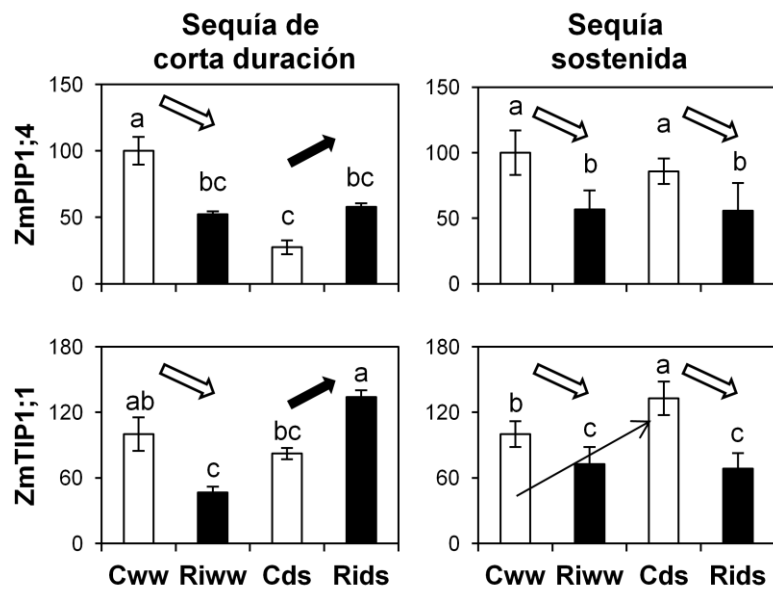 Sequía de
corta duración
Sequía
sostenida
ZmPIP1;4
150
100
50
0
a
bc
c
bc
150
100
50
0
a
b
a
b
ZmTIP1;1
180
120
60
0
ab
c
bc
a
180
120
60
0
b
c
a
c
Cww Riww Cds Rids
Cww Riww Cds Rids